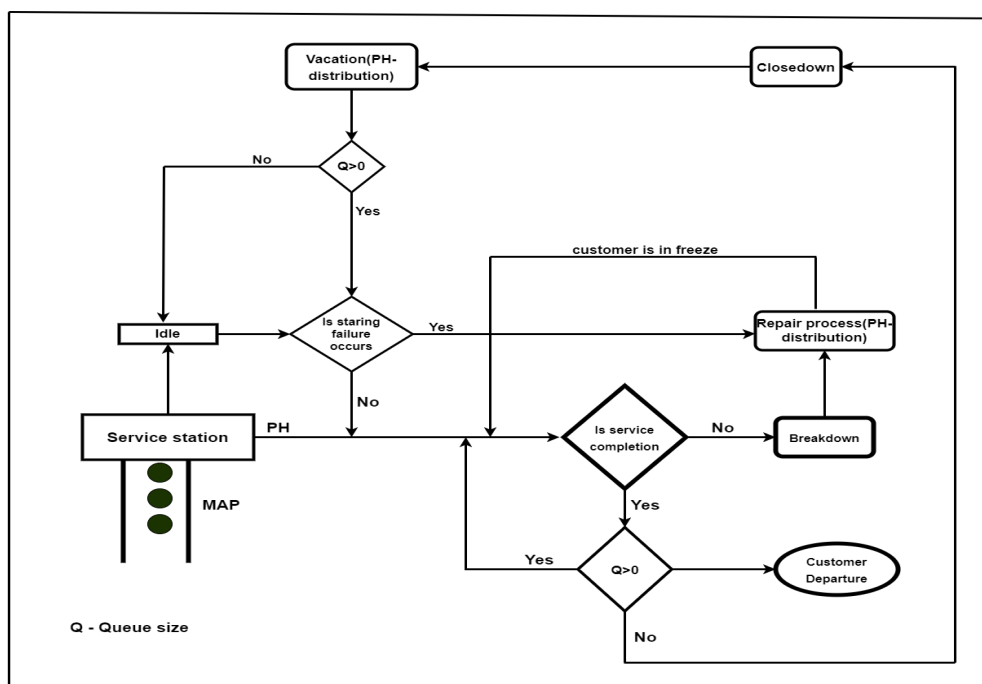 Vacation(PH-
distribution)
Closedown
No
Q>0
Yes
customer is in freeze
Idle
Is staring
failure
occurs
Yes
Repair process(PH-
distribution)
No
Service station
PH
Is service
completion
No
Breakdown
MAP
Yes
Yes
Q>0
Customer
Departure
Q - Queue size
No